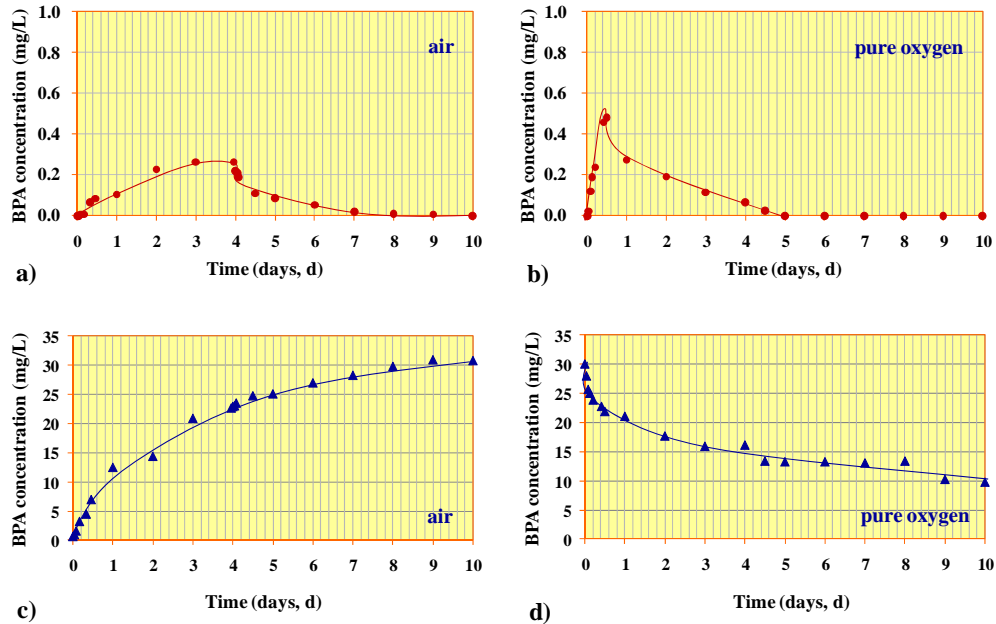 BPA concentration (mg/L)
1.0
0.8
0.6
0.4
0.2
0.0
air
0 1 2 3 4 5 6 7 8 9 10
Time (days, d)
a)
BPA concentration (mg/L)
1.0
0.8
0.6
0.4
0.2
0.0
pure oxygen
0 1 2 3 4 5 6 7 8 9 10
Time (days, d)
b)
BPA concentration (mg/L)
35
30
25
20
15
10
5
0
air
0 1 2 3 4 5 6 7 8 9 10
Time (days, d)
c)
BPA concentration (mg/L)
35
30
25
20
15
10
5
0
pure oxygen
0 1 2 3 4 5 6 7 8 9 10
Time (days, d)
d)